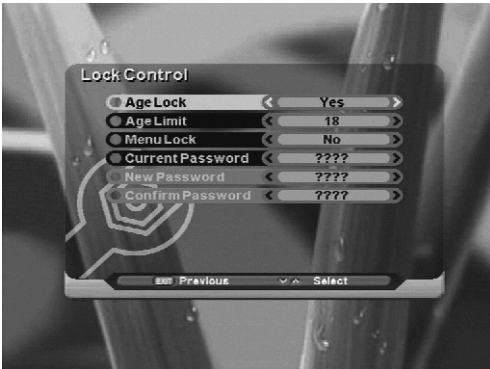 Lock Control
Age Lock Yes
Age Limit 18
Menu Lock No
Current Password ????
New Password ????
Confirm Password ????
EXIT Previous Select